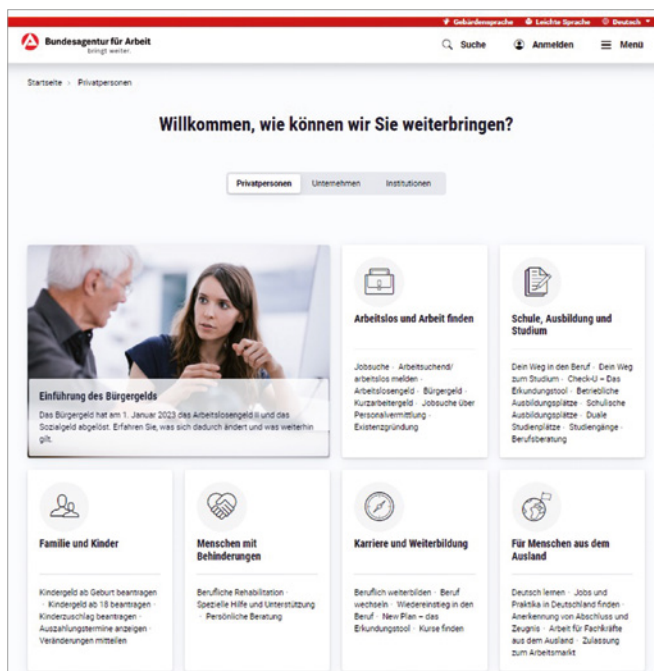 Gebärdensprache Leichte Sprache Deutsch
Bundesagentur für Arbeit
bringt weiter.
Suche Anmelden Menü
Startseite › Privatpersonen
Willkommen, wie können wir Sie weiterbringen?
Privatpersonen Unternehmen Institutionen
Einführung des Bürgergelds
Das Bürgergeld hat am 1. Januar 2023 das Arbeitslosengeld II und das
Sozialgeld abgelöst. Erfahren Sie, was sich dadurch ändert und was weiterhin
gilt.
Arbeitslos und Arbeit finden
Jobsuche · Arbeitsuchend/
arbeitslos melden ·
Arbeitslosengeld · Bürgergeld ·
Kurzarbeitergeld · Jobsuche über
Personalvermittlung ·
Existenzgründung
Schule, Ausbildung und
Studium
Dein Weg in den Beruf · Dein Weg
zum Studium · Check-U – Das
Erkundungstool · Betriebliche
Ausbildungsplätze · Schulische
Ausbildungsplätze · Duale
Studienplätze · Studiengänge ·
Berufsberatung
Familie und Kinder
Kindergeld ab Geburt beantragen
· Kindergeld ab 18 beantragen ·
Kinderzuschlag beantragen ·
Auszahlungstermine anzeigen ·
Veränderungen mitteilen
Menschen mit
Behinderungen
Berufliche Rehabilitation ·
Spezielle Hilfe und Unterstützung
· Persönliche Beratung
Karriere und Weiterbildung
Beruflich weiterbilden · Beruf
wechseln · Wiedereinstieg in den
Beruf · New Plan – das
Erkundungstool · Kurse finden
Für Menschen aus dem
Ausland
Deutsch lernen · Jobs und
Praktika in Deutschland finden ·
Anerkennung von Abschluss und
Zeugnis · Arbeit für Fachkräfte
aus dem Ausland · Zulassung
zum Arbeitsmarkt